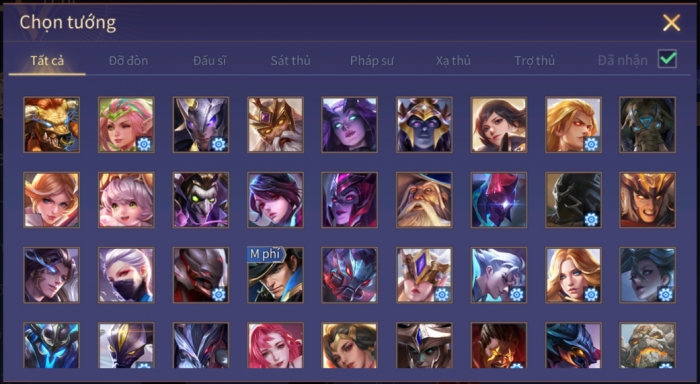 Chọn tướng
Tất cả Đỡ đòn Đấu sĩ Sát thủ Pháp sư Xạ thủ Trợ thủ Đã nhận
M phí